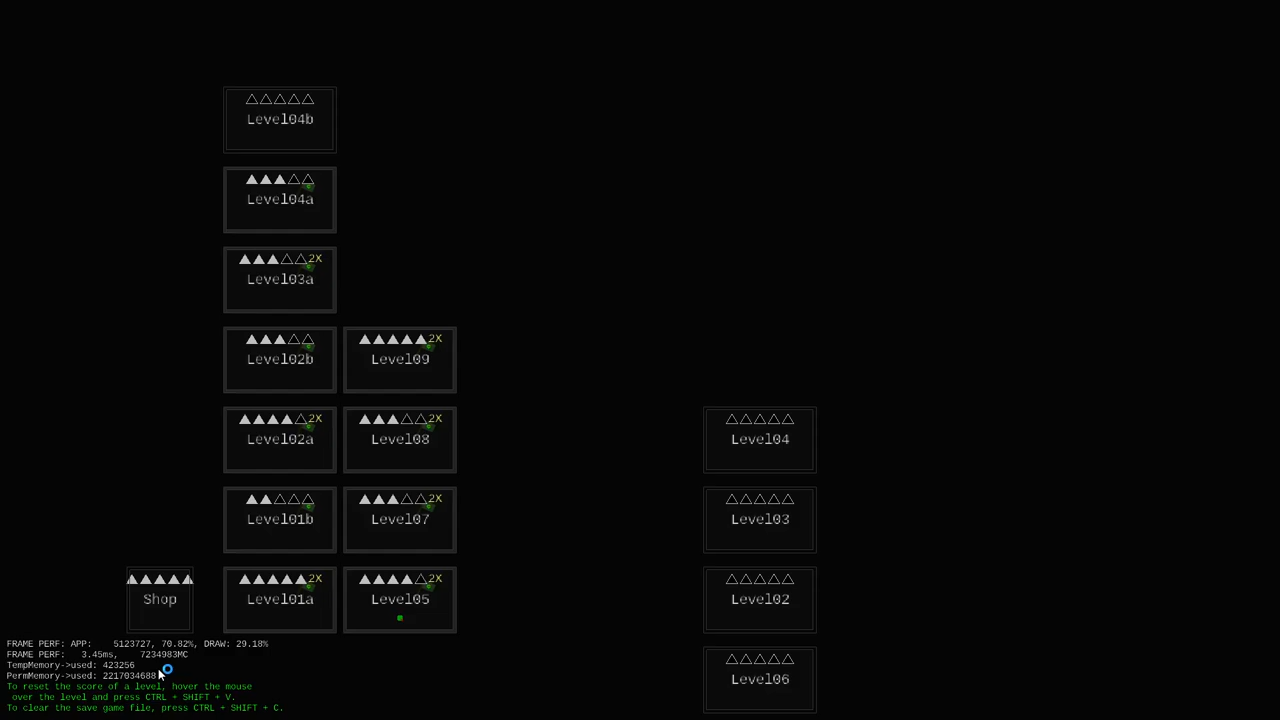 Level04b
Level04a
2X
Level03a
2X
Level02b Level09
2X 2X
Level02a Level08 Level04
2X
Level01b Level07 Level03
2X 2X
Shop Level01a Level05 Level02
FRAME PERF: APP: 5123727, 70.82%, DRAW: 29.18%
FRAME PERF: 3.45ms, 7234983MC
TempMemory->used: 423256
PermMemory->used: 2217034688
Level06
To reset the score of a level, hover the mouse
over the level and press CTRL + SHIFT + V.
To clear the save game file, press CTRL + SHIFT + C.